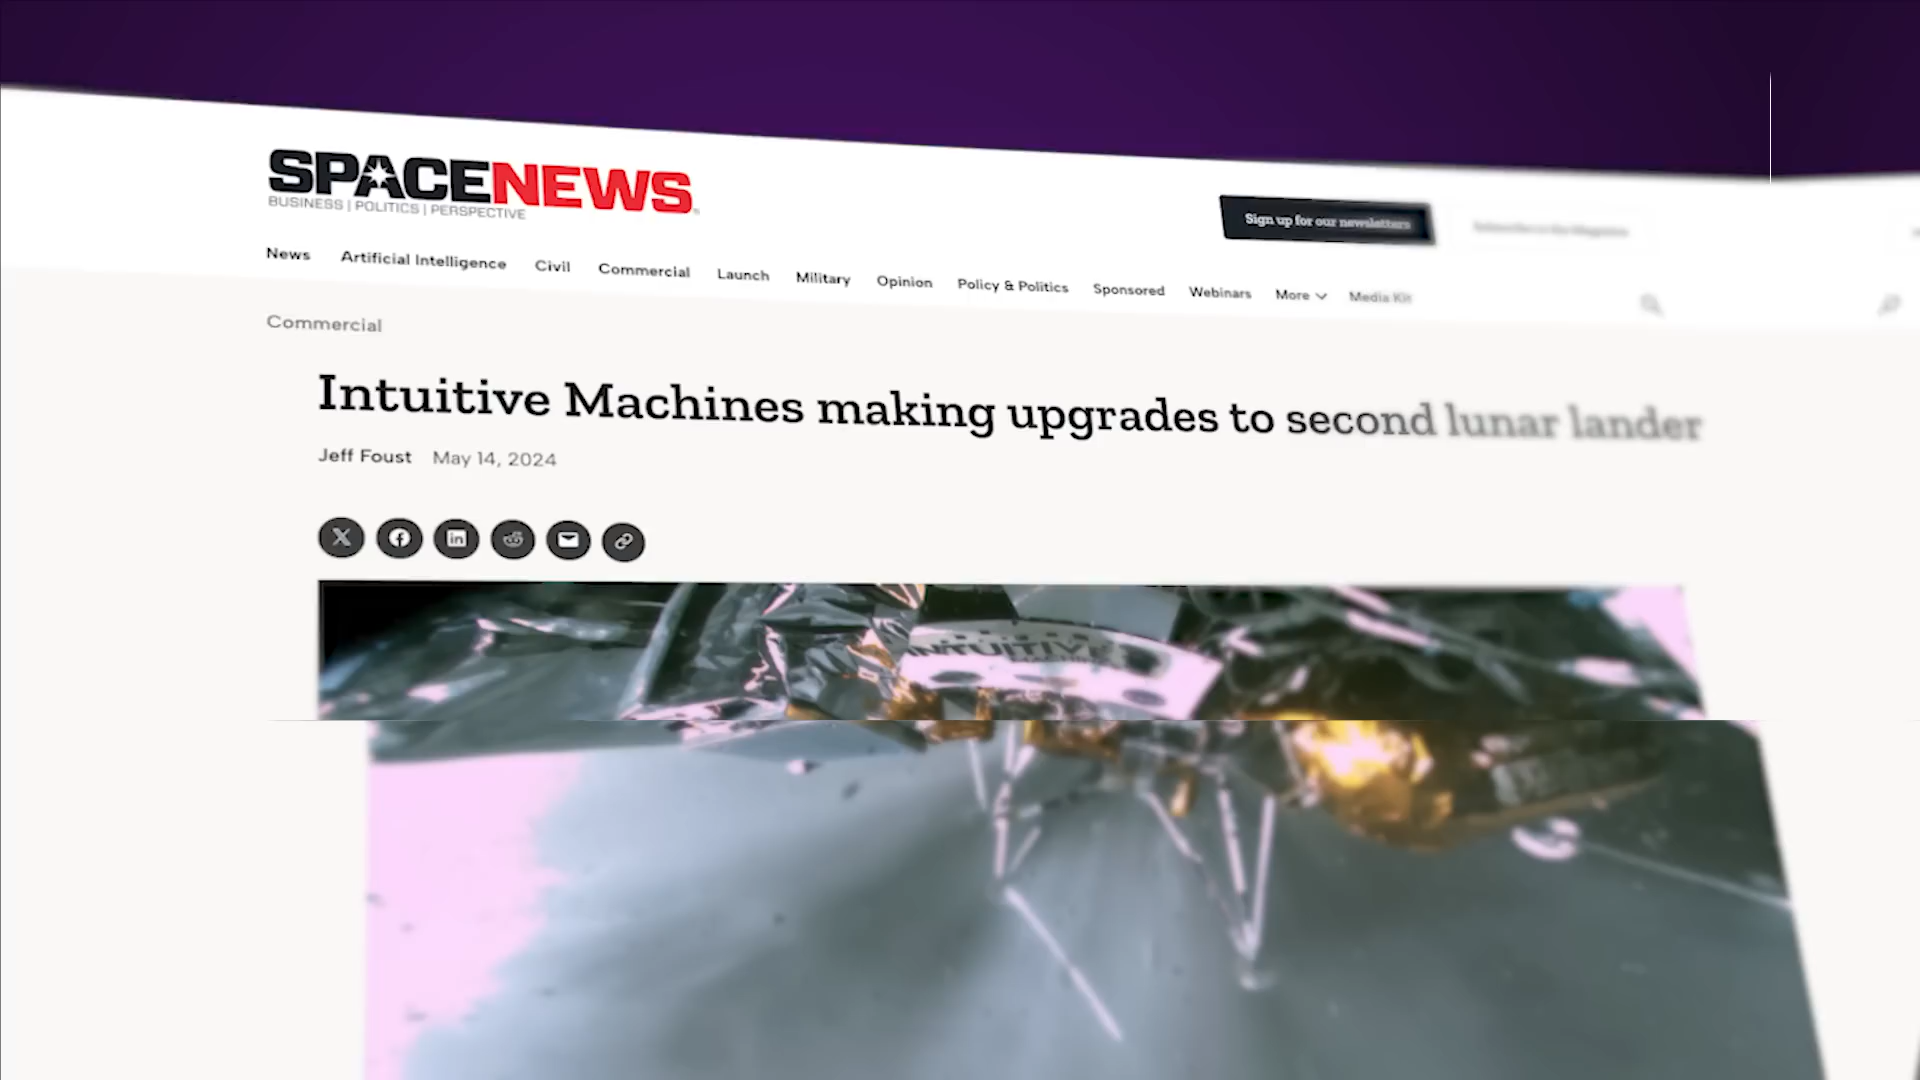 SPACENEWS
BUSINESS | POLITICS | PERSPECTIVE
Sign up for our newsletters
News Artificial Intelligence Civil Commercial Launch Military Opinion Policy & Politics Sponsored Webinars More Media Kit
Commercial
Intuitive Machines making upgrades to second lunar lander
Jeff Foust May 14, 2024
INTUITIVE